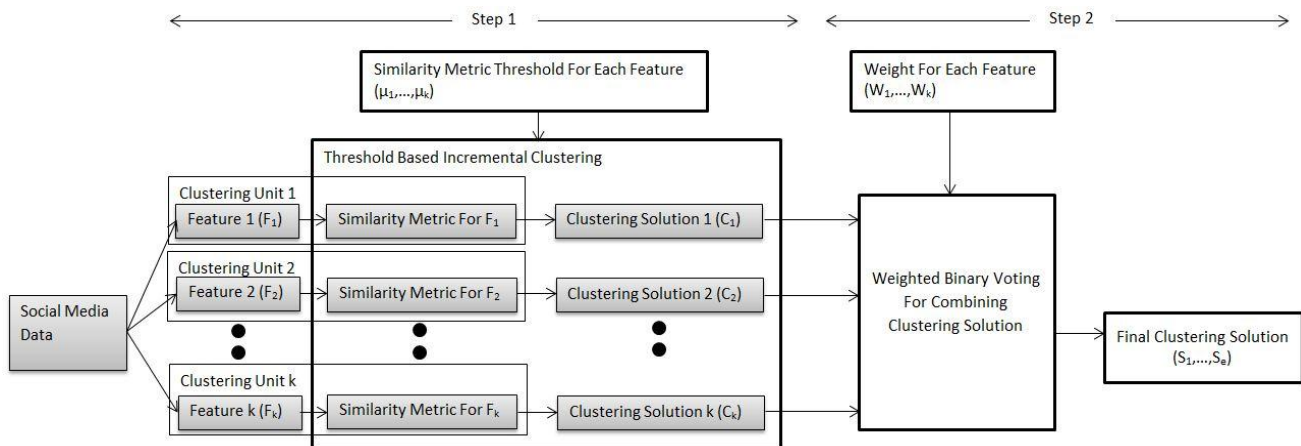 Step 1
Step 2
Similarity Metric Threshold For Each Feature
(μ₁,...,μₖ)
Weight For Each Feature
(W₁,...,Wₖ)
Threshold Based Incremental Clustering
Clustering Unit 1
Feature 1 (F₁)
Similarity Metric For F₁
Clustering Solution 1 (C₁)
Clustering Unit 2
Feature 2 (F₂)
Similarity Metric For F₂
Clustering Solution 2 (C₂)
Social Media
Data
Weighted Binary Voting
For Combining
Clustering Solution
Final Clustering Solution
(S₁,...,Sₑ)
Clustering Unit k
Feature k (Fₖ)
Similarity Metric For Fₖ
Clustering Solution k (Cₖ)